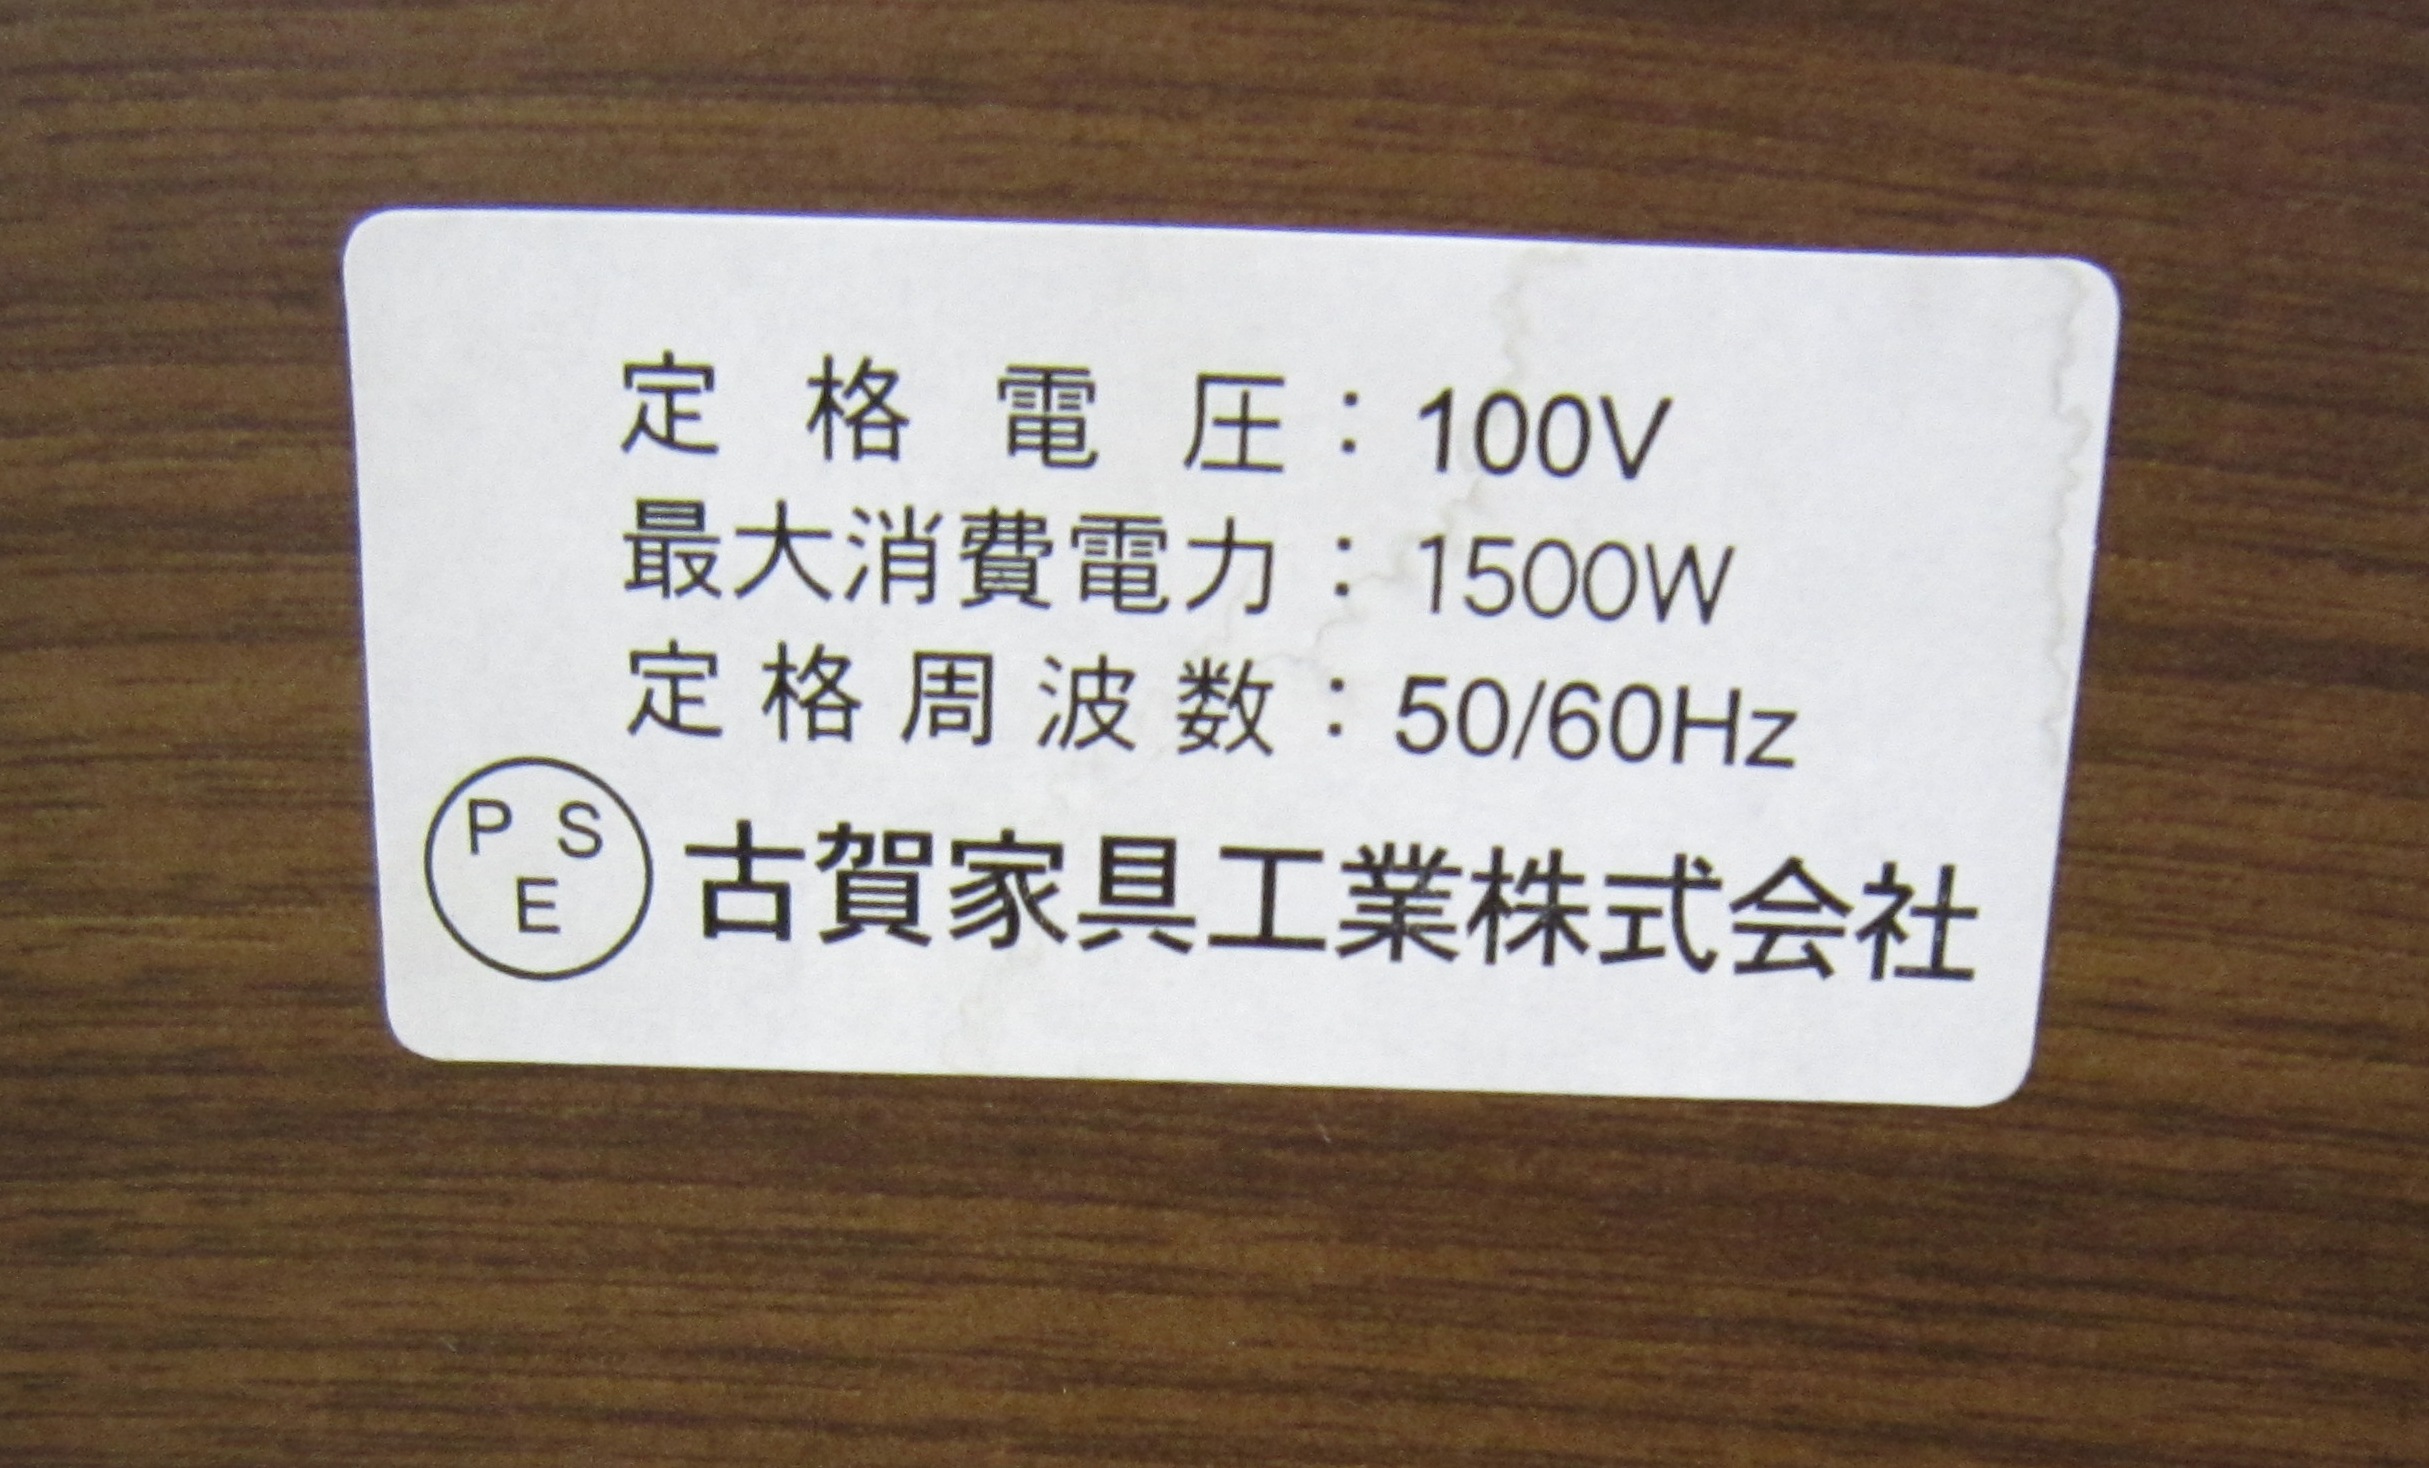 定格電圧：100V
最大消費電力：1500W
定格周波数：50/60Hz
PSE 古賀家具工業株式会社